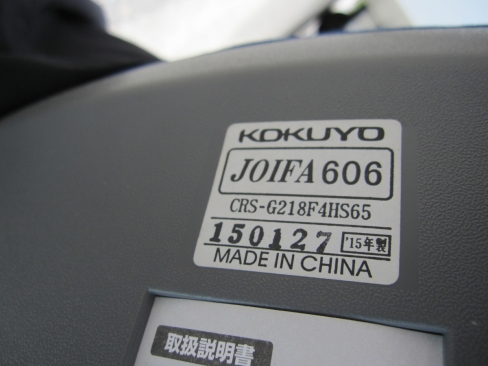 KOKUYO
JOIFA 606
CRS-G218F4HS65
150127 '15年製
MADE IN CHINA
取扱説明書